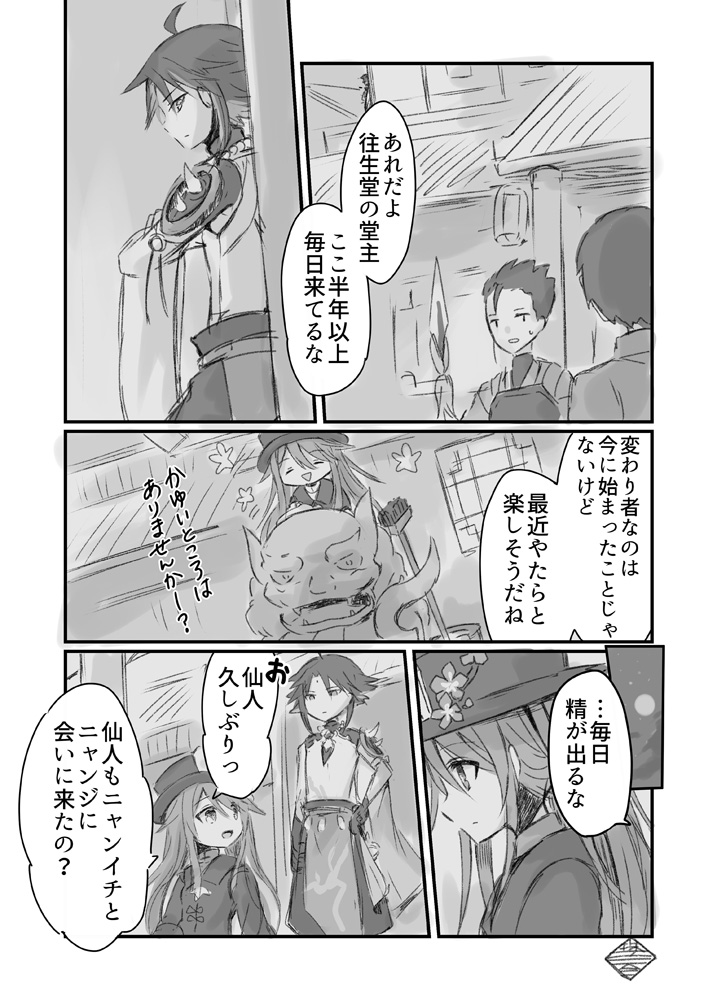 あれだよ
往生堂の堂主
ここ半年以上
毎日来てるな
変わり者なのは
今に始まったことじゃ
ないけど
最近やたらと
楽しそうだね
かゆいところは
ありませんかー？
…毎日
精が出るな
お
仙人
久しぶりっ
仙人もニャンイチと
ニャンジに
会いに来たの？